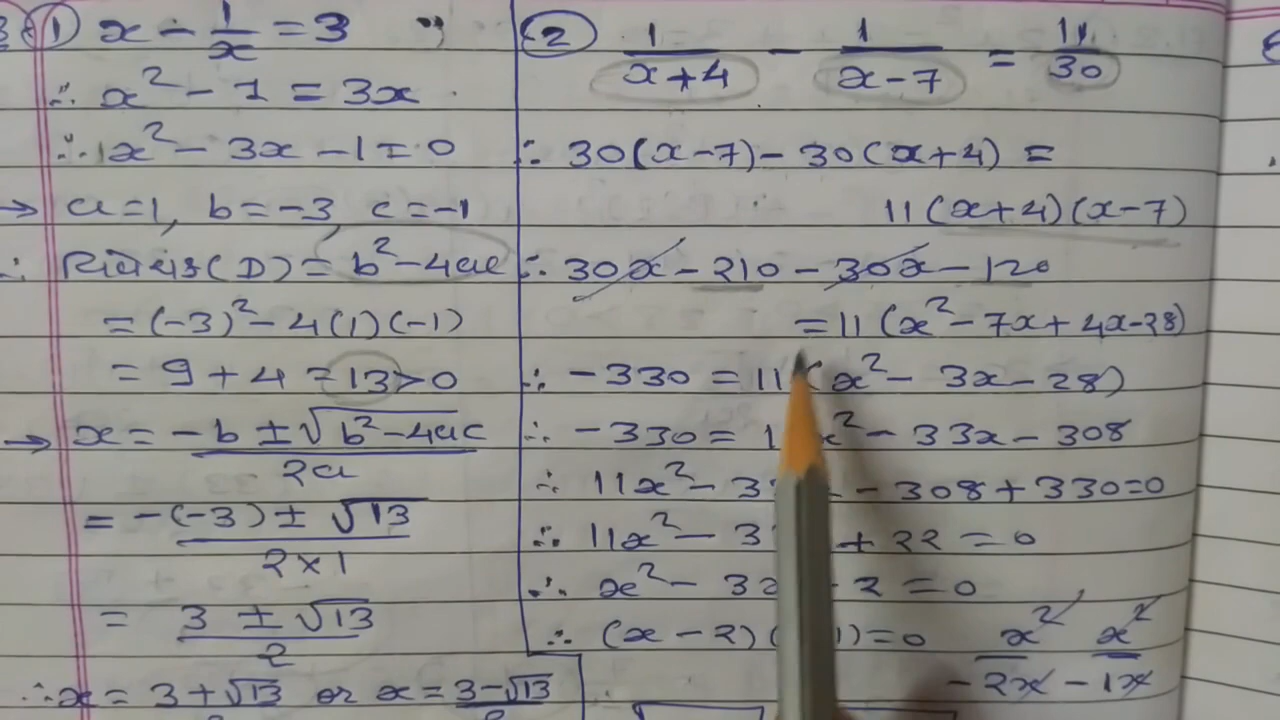 (1) x - 1/x = 3 ,,
∴ x² - 1 = 3x
∴ 1x² - 3x - 1 = 0
→ a=1, b=-3, c=-1
(D) = b² - 4ac
= (-3)² - 4(1)(-1)
= 9 + 4 = 13 > 0
→ x = (-b ± √(b² - 4ac)) / 2a
= (-(-3) ± √13) / (2 × 1)
= (3 ± √13) / 2
∴ x = 3 + √13 or x = 3 - √13
(2) 1/(x+4) - 1/(x-7) = 11/30
∴ 30(x-7) - 30(x+4) =
11(x+4)(x-7)
∴ 30x - 210 - 30x - 120
= 11(x² - 7x + 4x - 28)
∴ -330 = 11(x² - 3x - 28)
∴ -330 = 1 x² - 33x - 308
∴ 11x² - 3 - 308 + 330 = 0
∴ 11x² - 3 + 22 = 0
∴ x² - 3x 2 = 0
∴ (x - 2)( 1) = 0
x² x²
-2x -1x